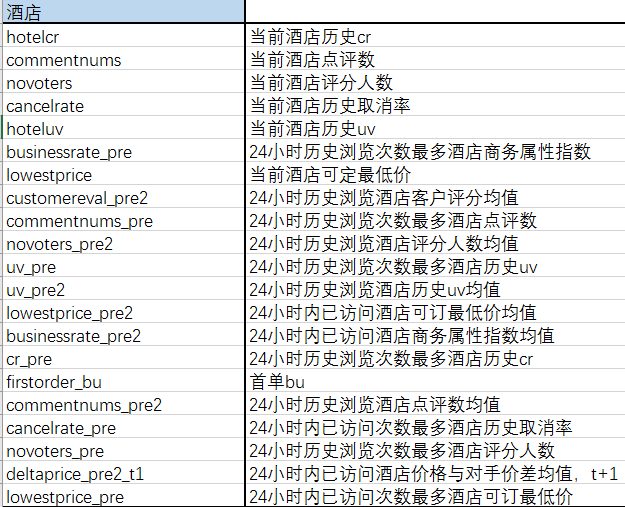 酒店
hotelcr 当前酒店历史cr
commentnums 当前酒店点评数
novoters 当前酒店评分人数
cancelrate 当前酒店历史取消率
hoteluv 当前酒店历史uv
businessrate_pre 24小时历史浏览次数最多酒店商务属性指数
lowestprice 当前酒店可定最低价
customereval_pre2 24小时历史浏览酒店客户评分均值
commentnums_pre 24小时历史浏览次数最多酒店点评数
novoters_pre2 24小时历史浏览酒店评分人数均值
uv_pre 24小时历史浏览次数最多酒店历史uv
uv_pre2 24小时历史浏览酒店历史uv均值
lowestprice_pre2 24小时内已访问酒店可订最低价均值
businessrate_pre2 24小时内已访问酒店商务属性指数均值
cr_pre 24小时历史浏览次数最多酒店历史cr
firstorder_bu 首单bu
commentnums_pre2 24小时历史浏览酒店点评数均值
cancelrate_pre 24小时内已访问次数最多酒店历史取消率
novoters_pre 24小时历史浏览次数最多酒店评分人数
deltaprice_pre2_t1 24小时内已访问酒店价格与对手价差均值，t+1
lowestprice_pre 24小时内已访问次数最多酒店可订最低价